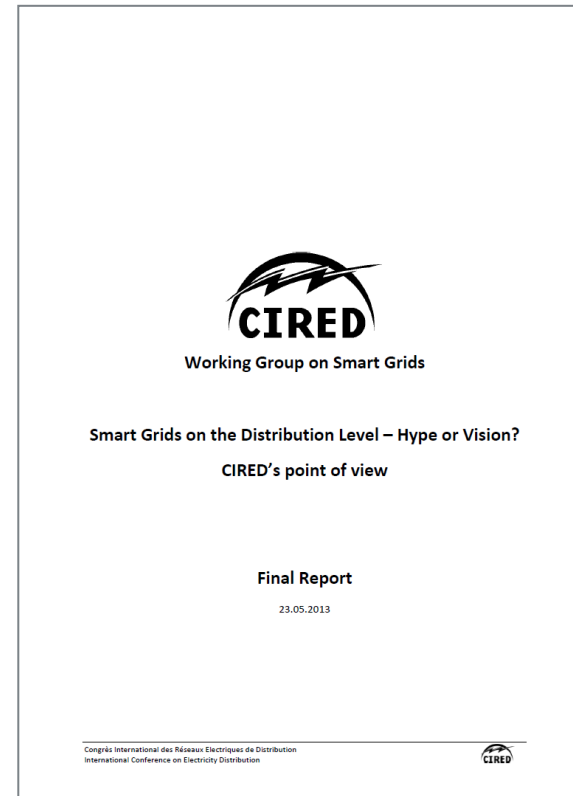 CIRED
Working Group on Smart Grids
Smart Grids on the Distribution Level – Hype or Vision?
CIRED's point of view
Final Report
23.05.2013
Congrès International des Réseaux Electriques de Distribution
International Conference on Electricity Distribution
CIRED